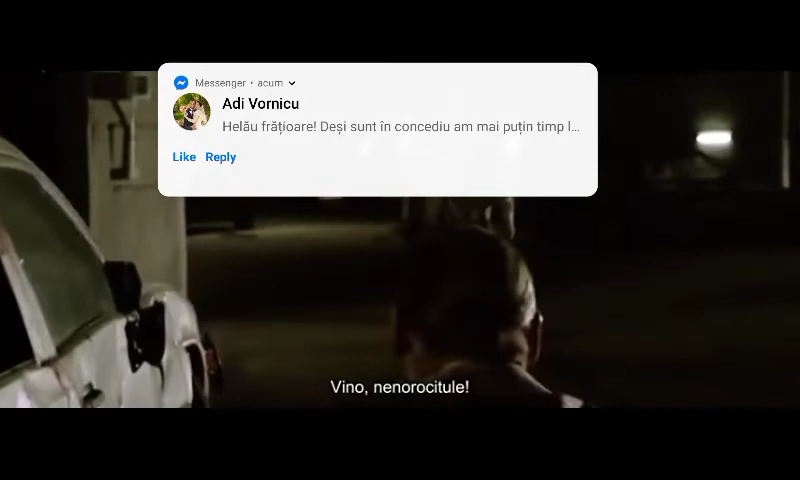 Messenger • acum
Adi Vornicu
Helău frățioare! Deși sunt în concediu am mai puțin timp l...
Like Reply
Vino, nenorocitule!